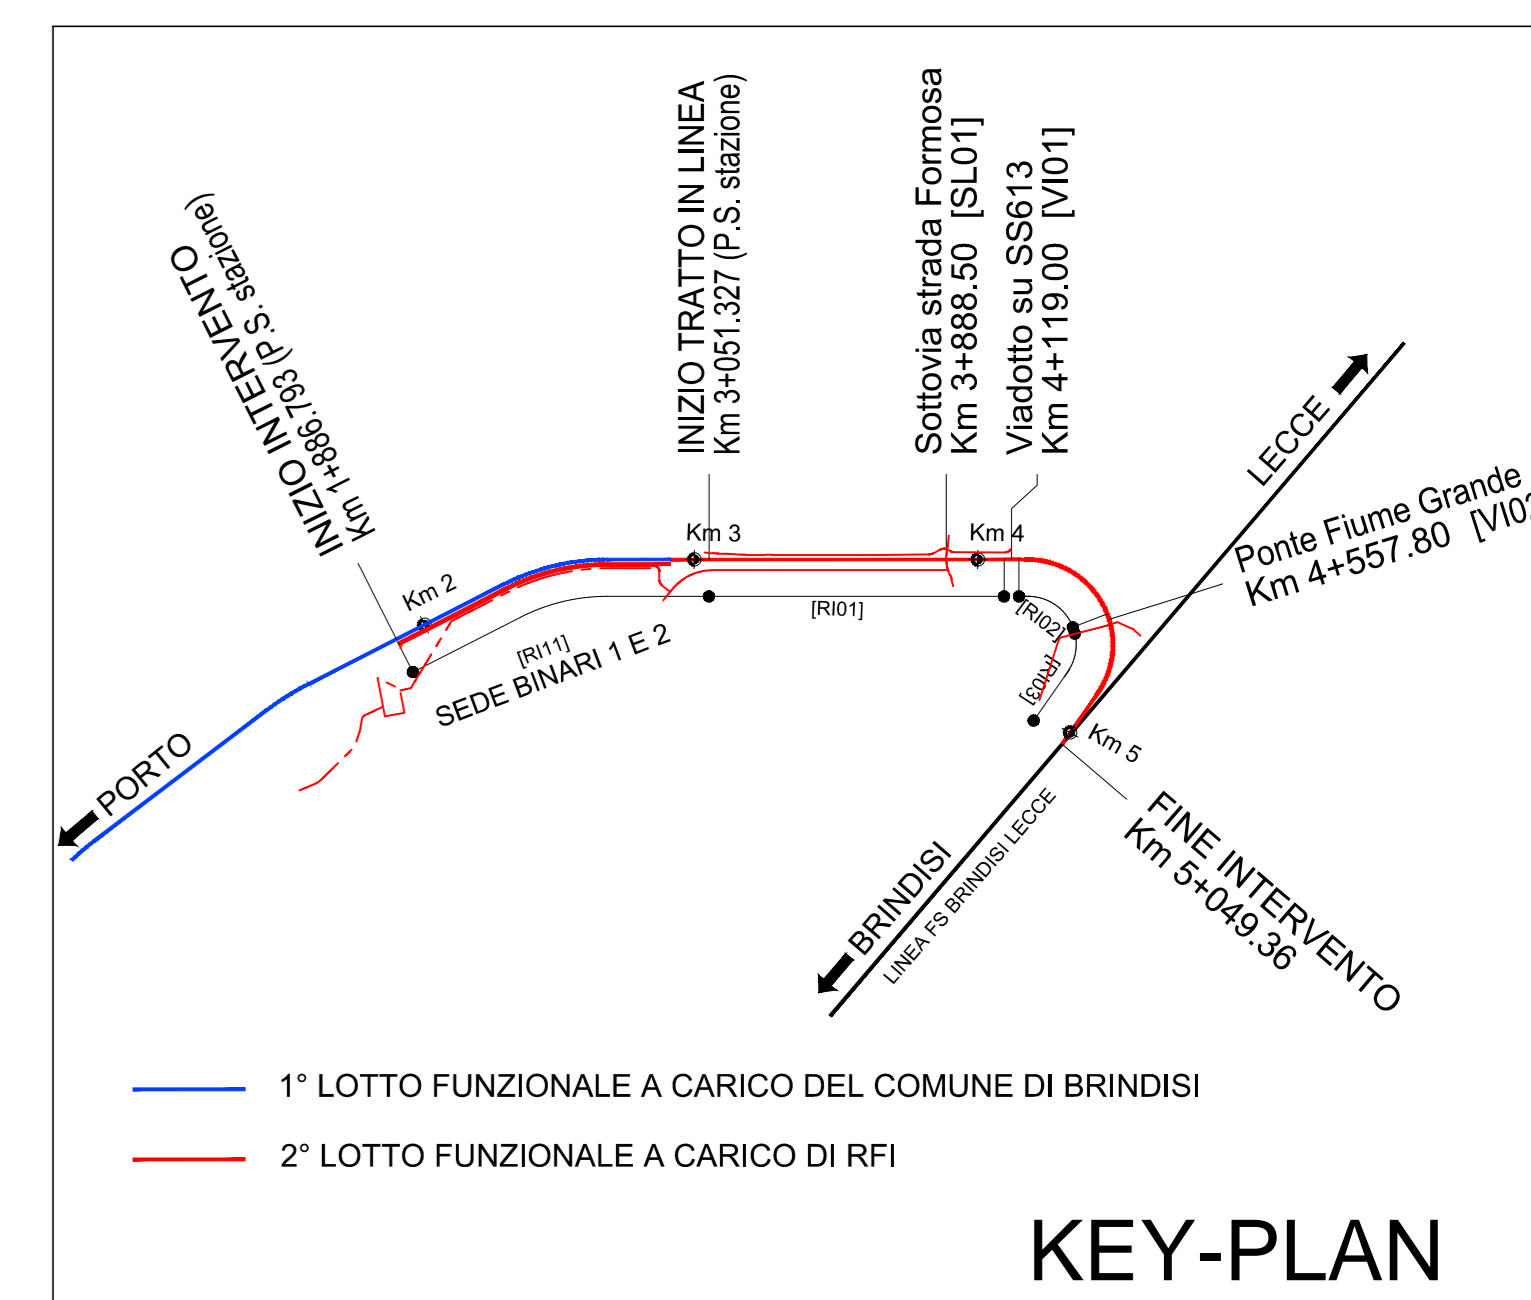 INIZIO INTERVENTO
Km 1+886.793 (P.S. stazione)
INIZIO TRATTO IN LINEA
Km 3+051.327 (P.S. stazione)
Sottovia strada Formosa
Km 3+888.50 [SL01]
Viadotto su SS613
Km 4+119.00 [VI01]
LECCE
Ponte Fiume Grande
Km 4+557.80
Km 2
Km 3
Km 4
[RI01]
[RI02]
[RI03]
[RI11]
SEDE BINARI 1 E 2
Km 5
PORTO
BRINDISI
LINEA FS BRINDISI LECCE
FINE INTERVENTO
Km 5+049.36
1° LOTTO FUNZIONALE A CARICO DEL COMUNE DI BRINDISI
2° LOTTO FUNZIONALE A CARICO DI RFI
KEY-PLAN